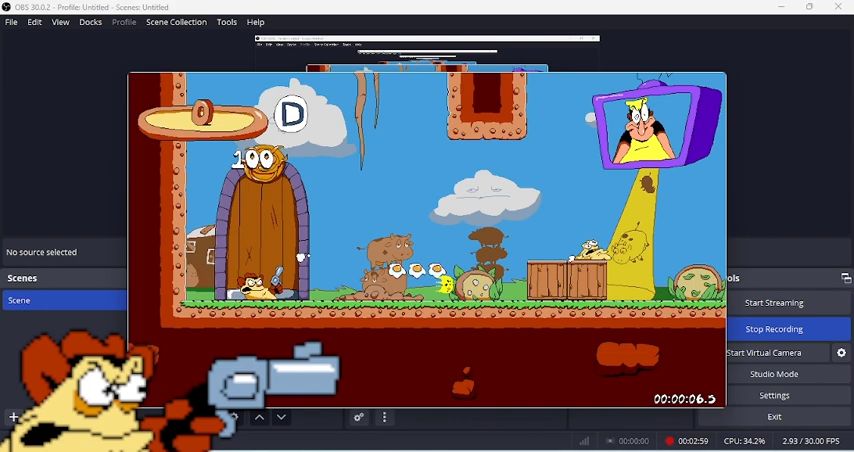 OBS 30.0.2 - Profile: Untitled - Scenes: Untitled
File Edit View Docks Profile Scene Collection Tools Help
D
100
No source selected
Scenes
ols
Scene
Start Streaming
Stop Recording
Start Virtual Camera
Studio Mode
Settings
00:00:06.5
Exit
00:00:00
00:02:59
CPU: 34.2%
2.93 / 30.00 FPS